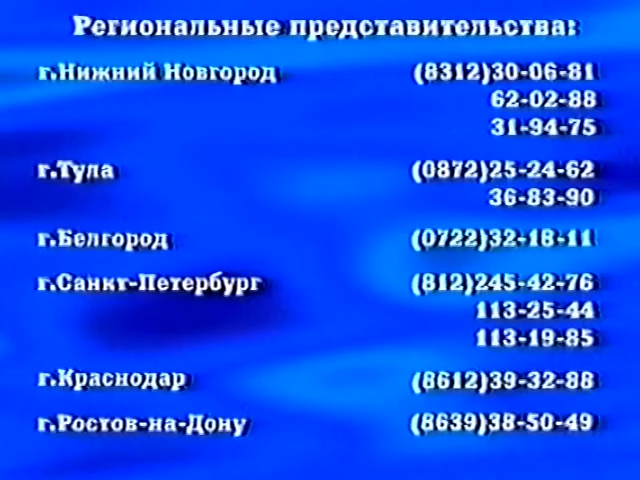 Региональные представительства:
г.Нижний Новгород (8312)30-06-81
62-02-88
31-94-75
г.Тула (0872)25-24-62
36-83-90
г.Белгород (0722)32-18-11
г.Санкт-Петербург (812)245-42-76
113-25-44
113-19-85
г.Краснодар (8612)39-32-88
г.Ростов-на-Дону (8639)38-50-49